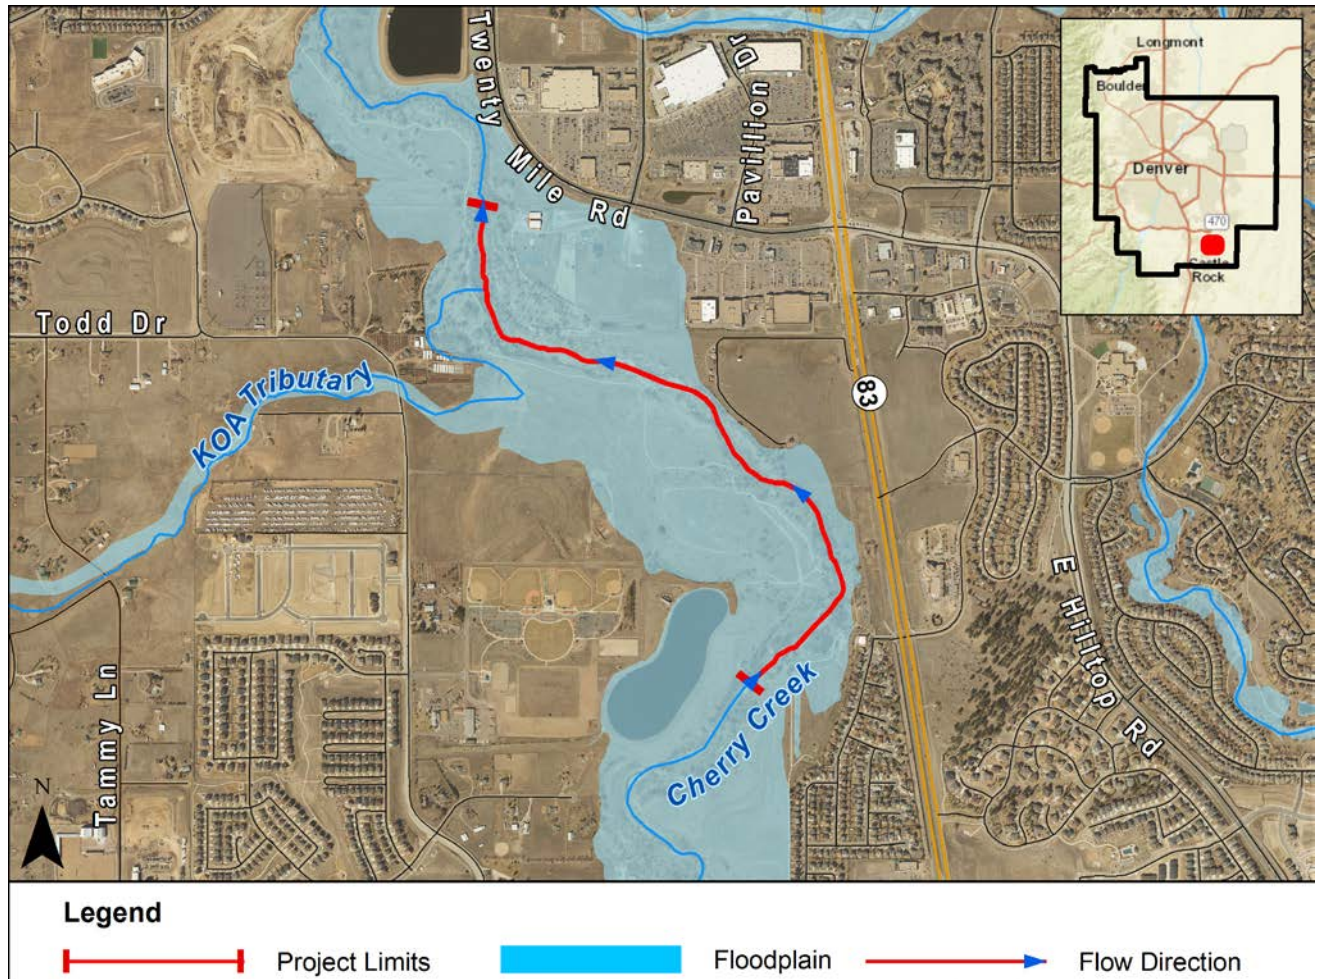 Twenty
Mile Rd
Pavillion Dr
Longmont
Boulder
Denver
470
Castle
Rock
Todd Dr
KOA Tributary
83
E Hilltop Rd
Tammy Ln
Cherry Creek
N
Legend
Project Limits
Floodplain
Flow Direction